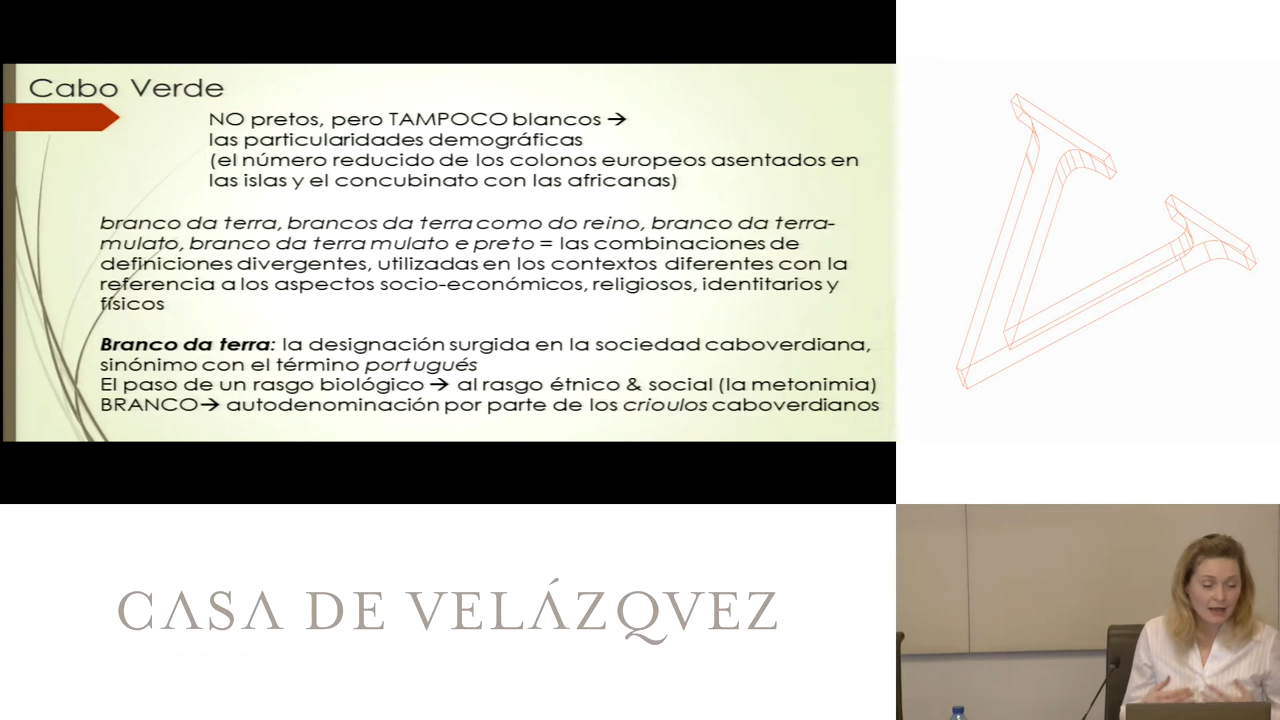 Cabo Verde
NO pretos, pero TAMPOCO blancos →
las particularidades demográficas
(el número reducido de los colonos europeos asentados en
las islas y el concubinato con las africanas)
branco da terra, brancos da terra como do reino, branco da terra-
mulato, branco da terra mulato e preto = las combinaciones de
definiciones divergentes, utilizadas en los contextos diferentes con la
referencia a los aspectos socio-económicos, religiosos, identitarios y
físicos
Branco da terra: la designación surgida en la sociedad caboverdiana,
sinónimo con el término portugués
El paso de un rasgo biológico → al rasgo étnico & social (la metonimia)
BRANCO→ autodenominación por parte de los crioulos caboverdianos
CASA DE VELÁZQVEZ